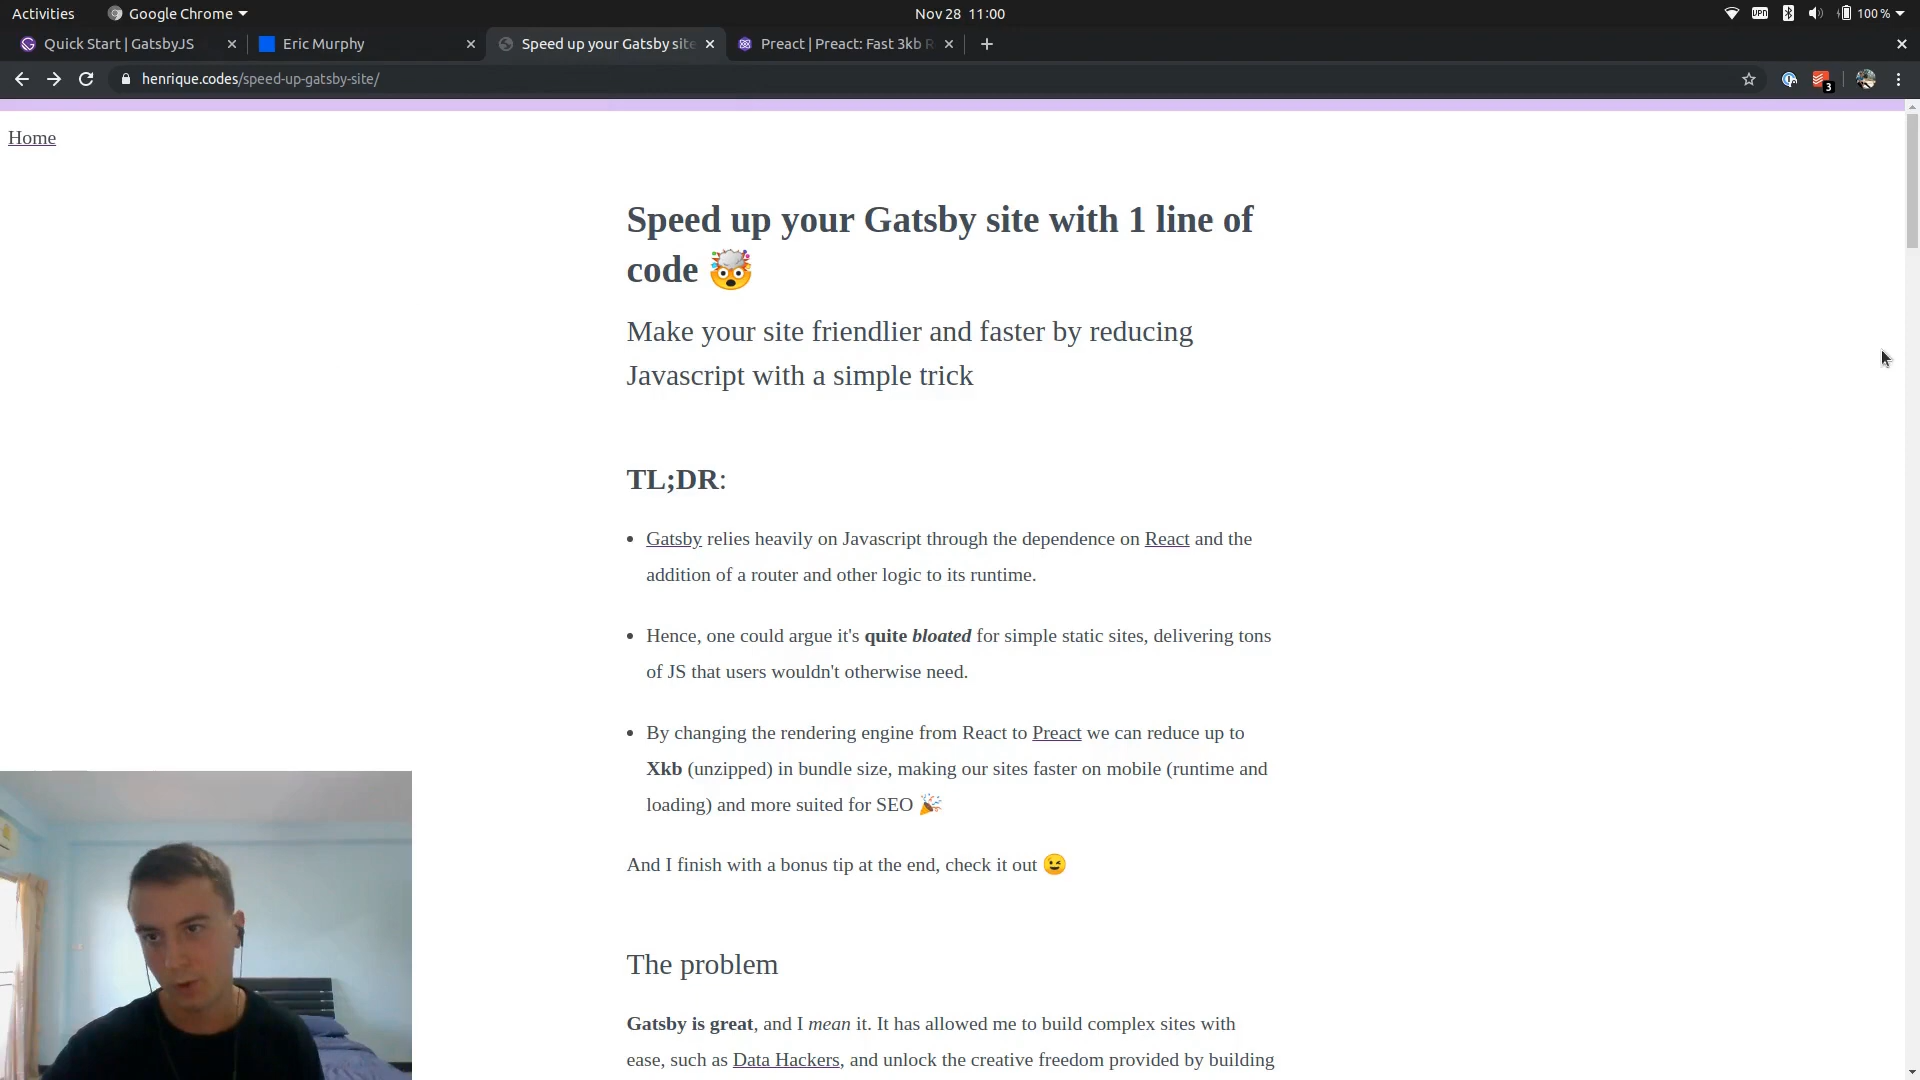 Activities
Google Chrome
Nov 28 11:00
VPN
100 %
Quick Start | GatsbyJS
Eric Murphy
Speed up your Gatsby site
Preact | Preact: Fast 3kb R
henrique.codes/speed-up-gatsby-site/
3
Home
Speed up your Gatsby site with 1 line of
code 🤯
Make your site friendlier and faster by reducing
Javascript with a simple trick
TL;DR:
• Gatsby relies heavily on Javascript through the dependence on React and the
addition of a router and other logic to its runtime.
• Hence, one could argue it's quite bloated for simple static sites, delivering tons
of JS that users wouldn't otherwise need.
• By changing the rendering engine from React to Preact we can reduce up to
Xkb (unzipped) in bundle size, making our sites faster on mobile (runtime and
loading) and more suited for SEO 🎉
And I finish with a bonus tip at the end, check it out 😉
The problem
Gatsby is great, and I mean it. It has allowed me to build complex sites with
ease, such as Data Hackers, and unlock the creative freedom provided by building